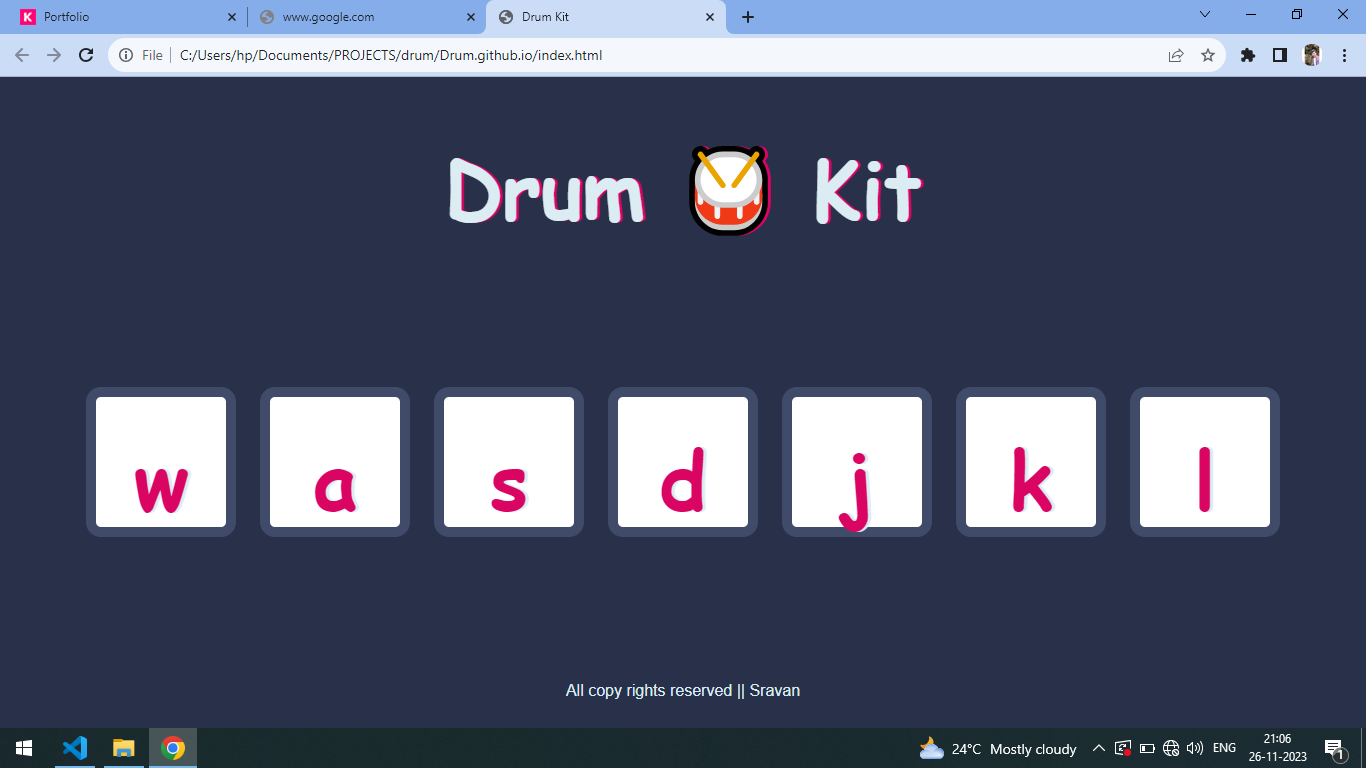 Portfolio
www.google.com
Drum Kit
File
C:/Users/hp/Documents/PROJECTS/drum/Drum.github.io/index.html
Drum 🥁 Kit
w a s d j k l
All copy rights reserved || Sravan
24°C Mostly cloudy
ENG
21:06
26-11-2023
1